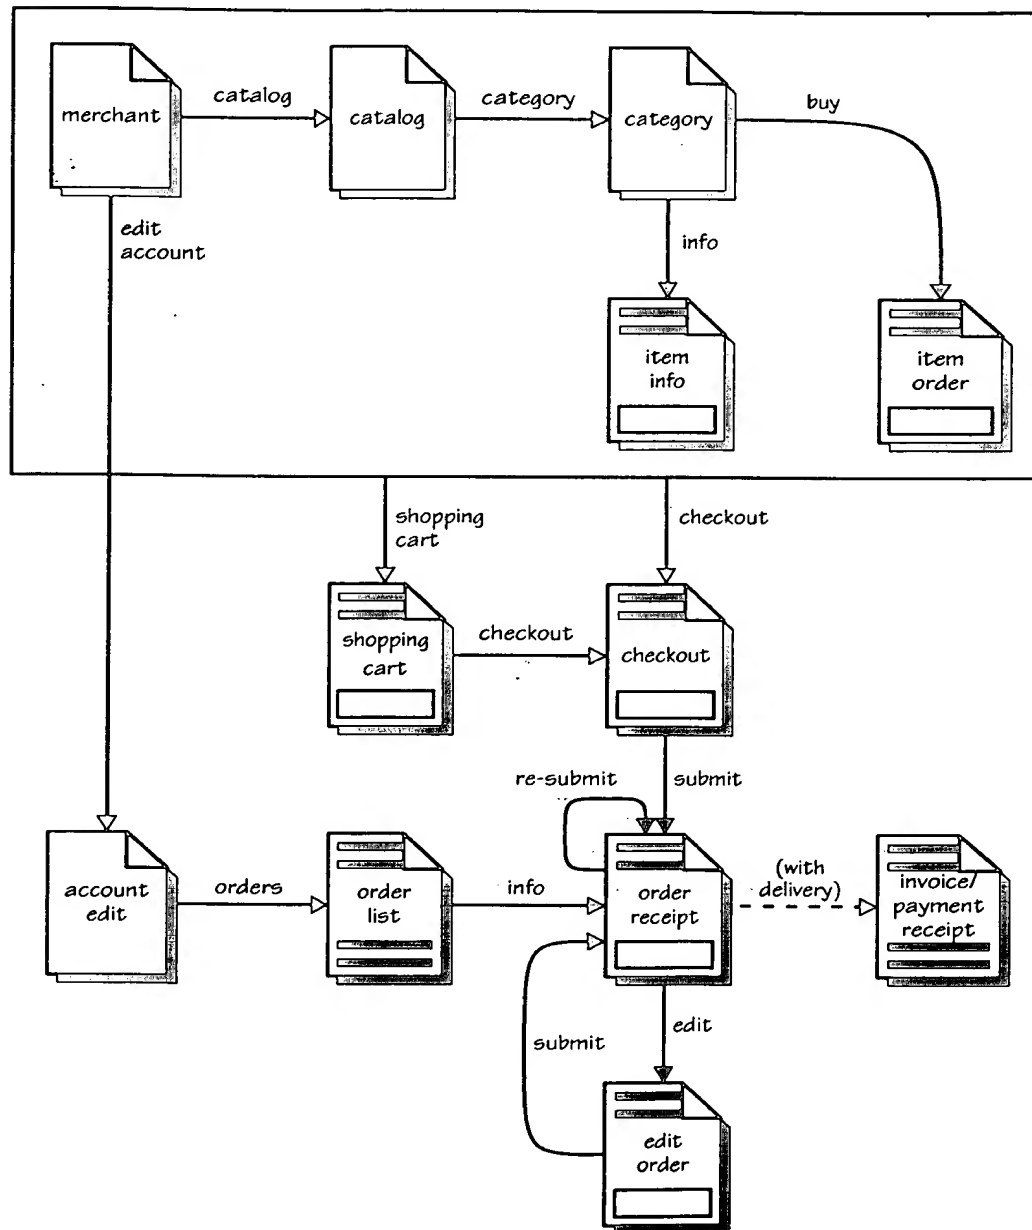 catalog
category
buy
merchant
catalog
category
edit
account
info
item
info
item
order
shopping
cart
checkout
shopping
cart
checkout
checkout
re-submit
submit
account
edit
orders
order
list
info
order
receipt
(with
delivery)
invoice/
payment
receipt
submit
edit
edit
order